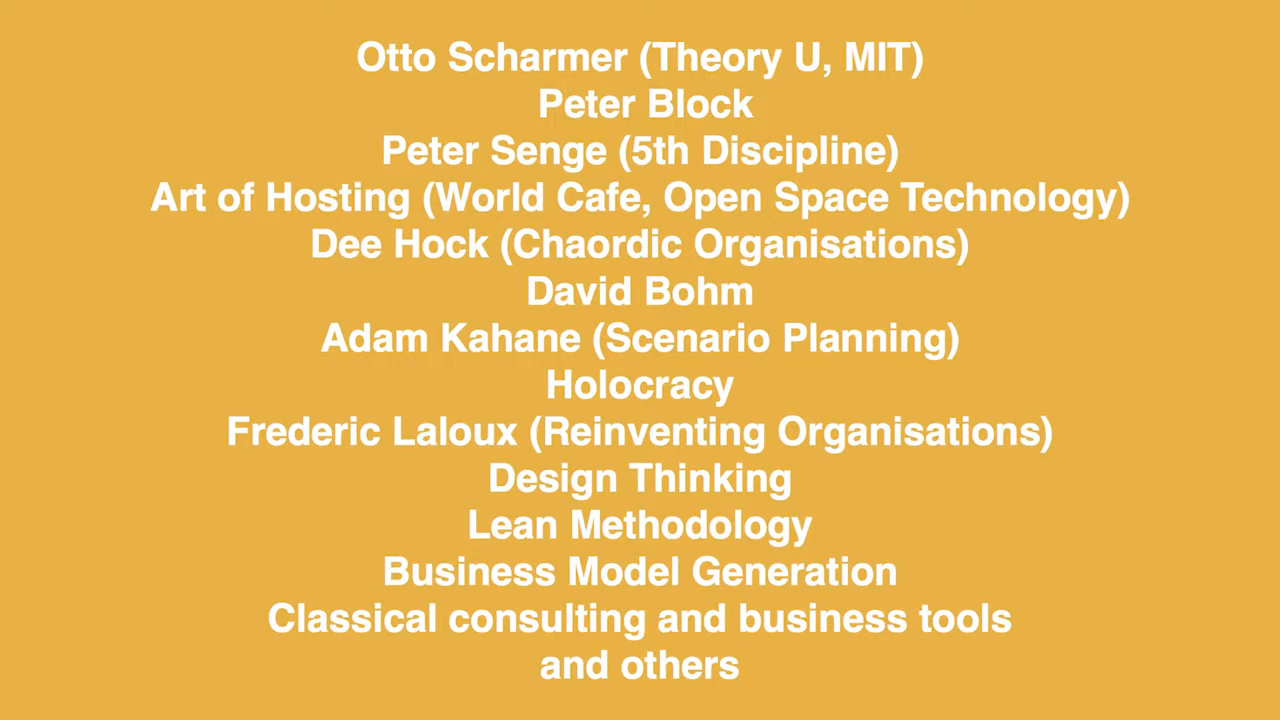 Otto Scharmer (Theory U, MIT)
Peter Block
Peter Senge (5th Discipline)
Art of Hosting (World Cafe, Open Space Technology)
Dee Hock (Chaordic Organisations)
David Bohm
Adam Kahane (Scenario Planning)
Holocracy
Frederic Laloux (Reinventing Organisations)
Design Thinking
Lean Methodology
Business Model Generation
Classical consulting and business tools
and others